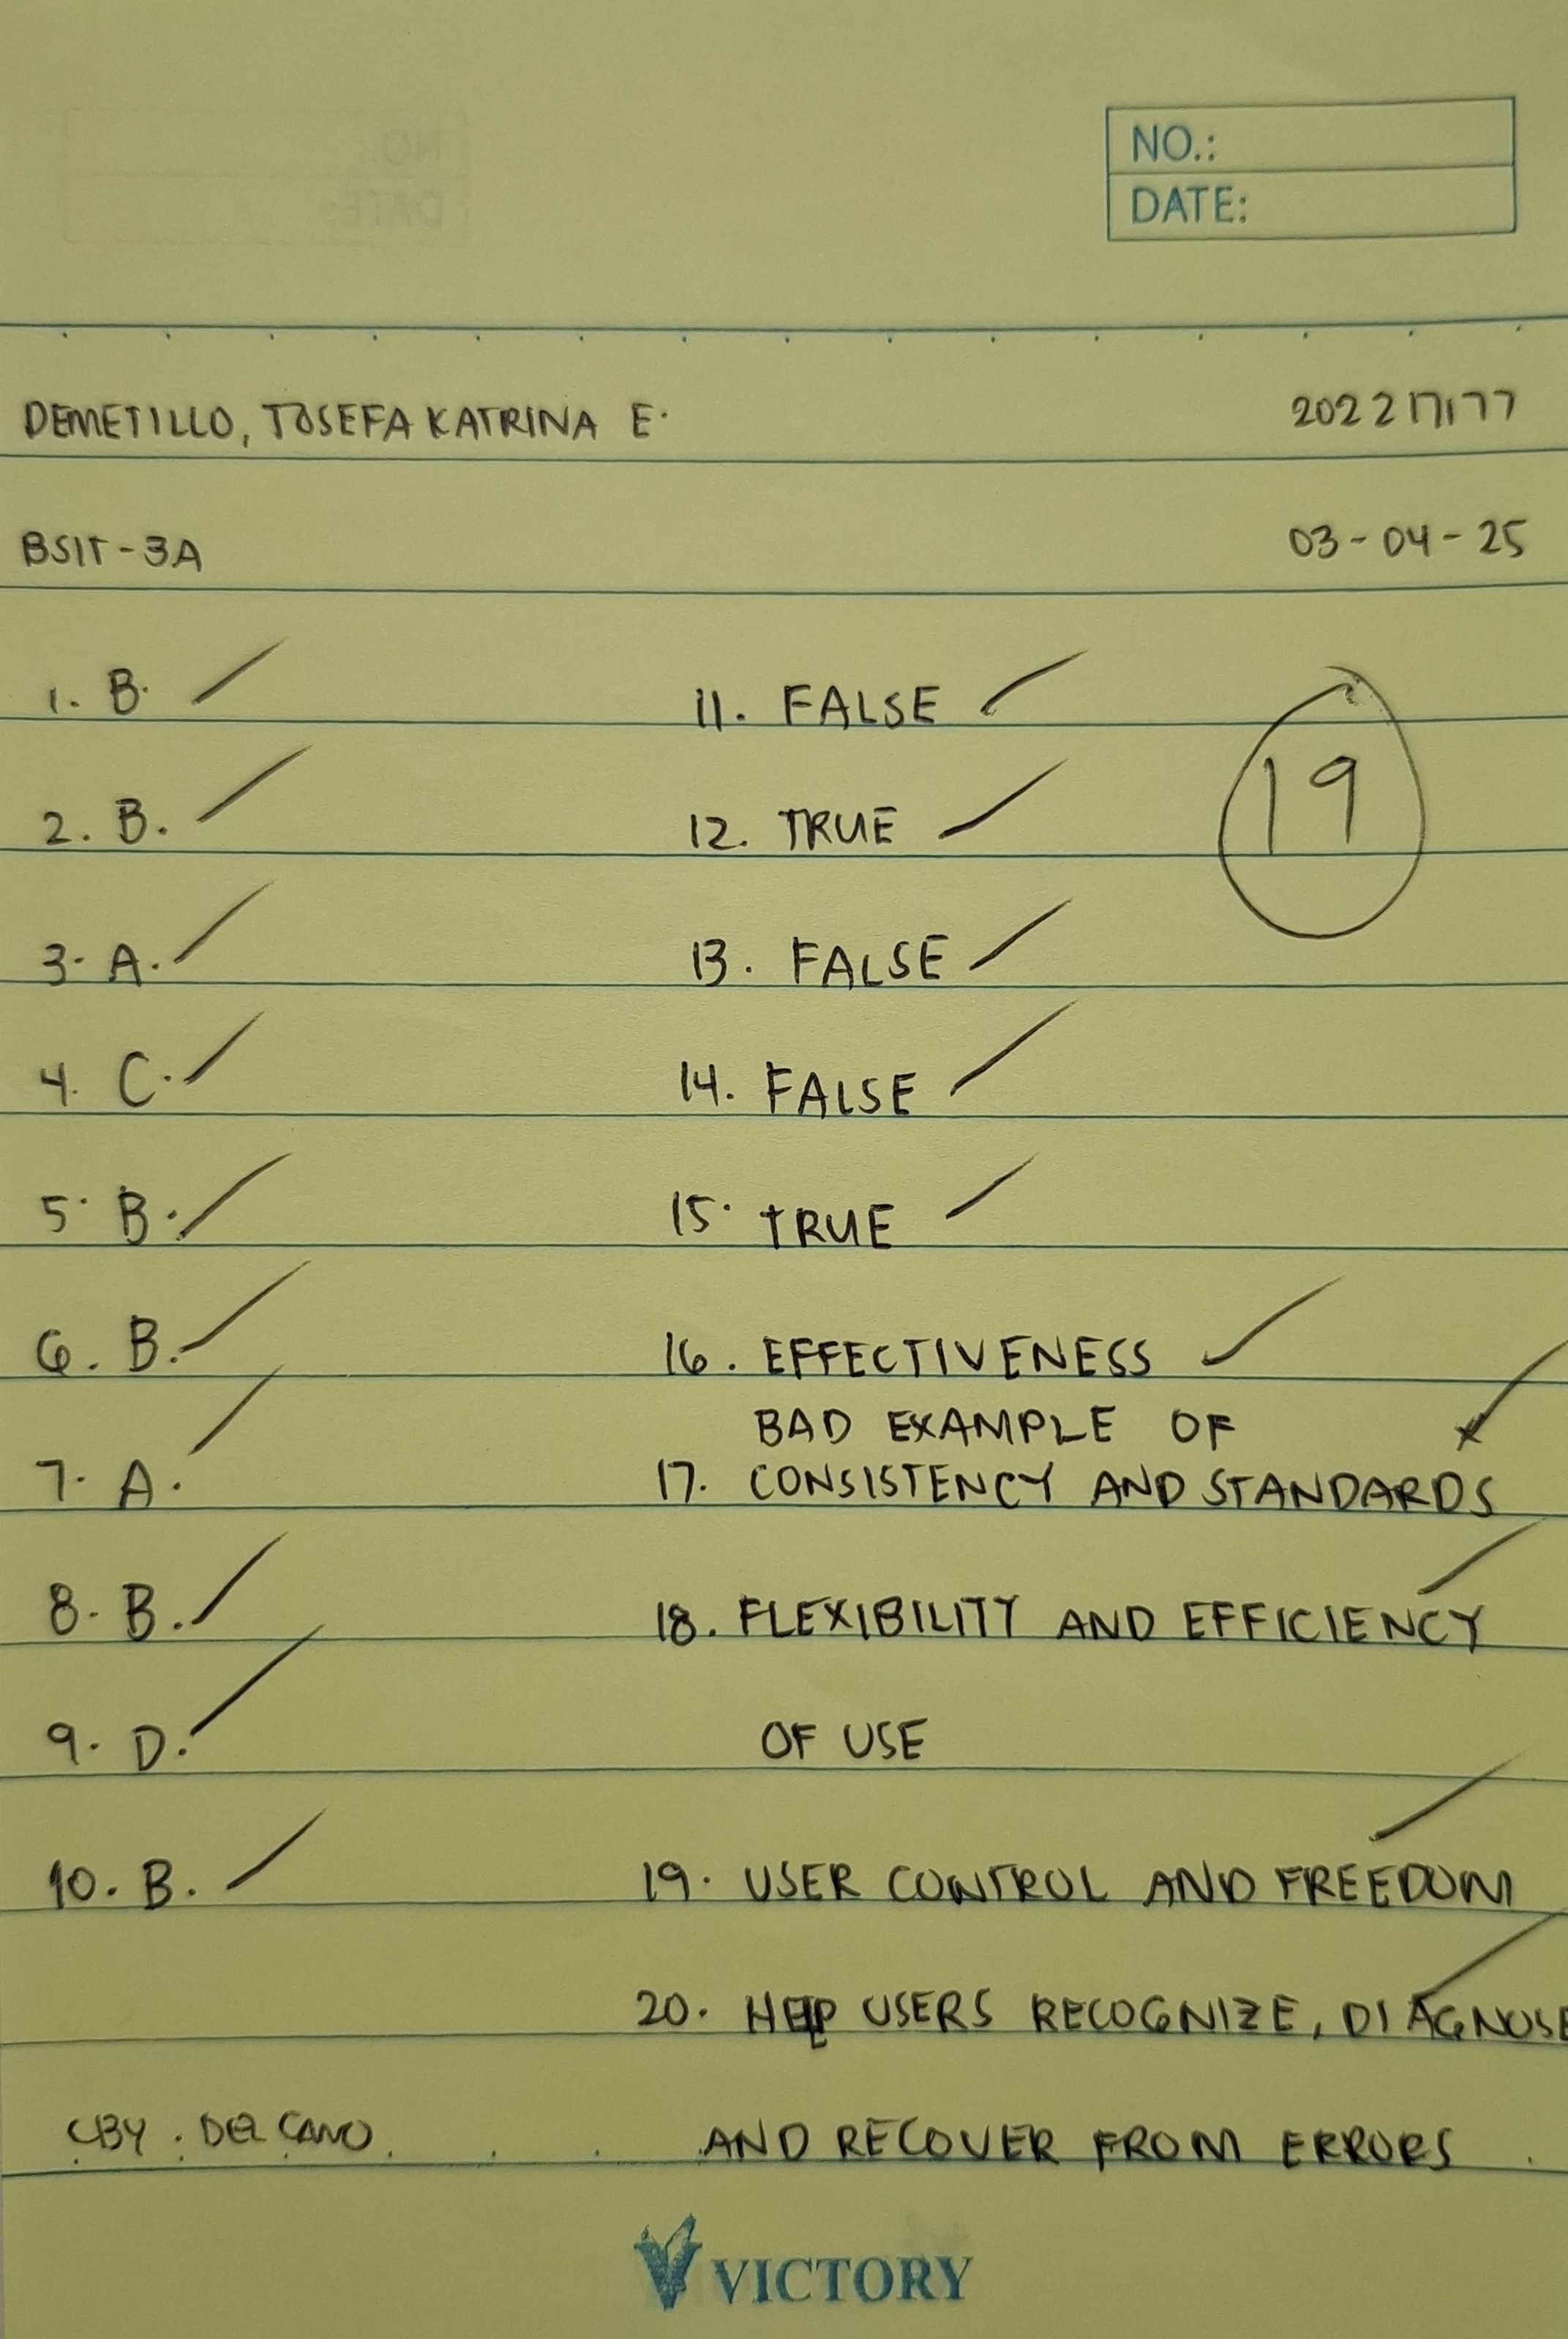 NO.:
DATE:
DEMETILLO, JOSEFA KATRINA E. 202217177
BSIT-3A 03-04-25
1. B.
2. B.
3. A.
4. C.
5. B.
6. B.
7. A.
8. B.
9. D.
10. B.
CBY. DEL CANO
11. FALSE
12. TRUE
13. FALSE
14. FALSE
15. TRUE
16. EFFECTIVENESS
BAD EXAMPLE OF
17. CONSISTENCY AND STANDARDS
18. FLEXIBILITY AND EFFICIENCY
OF USE
19. USER CONTROL AND FREEDOM
20. HELP USERS RECOGNIZE, DIAGNOSE
AND RECOVER FROM ERRORS
19
VICTORY